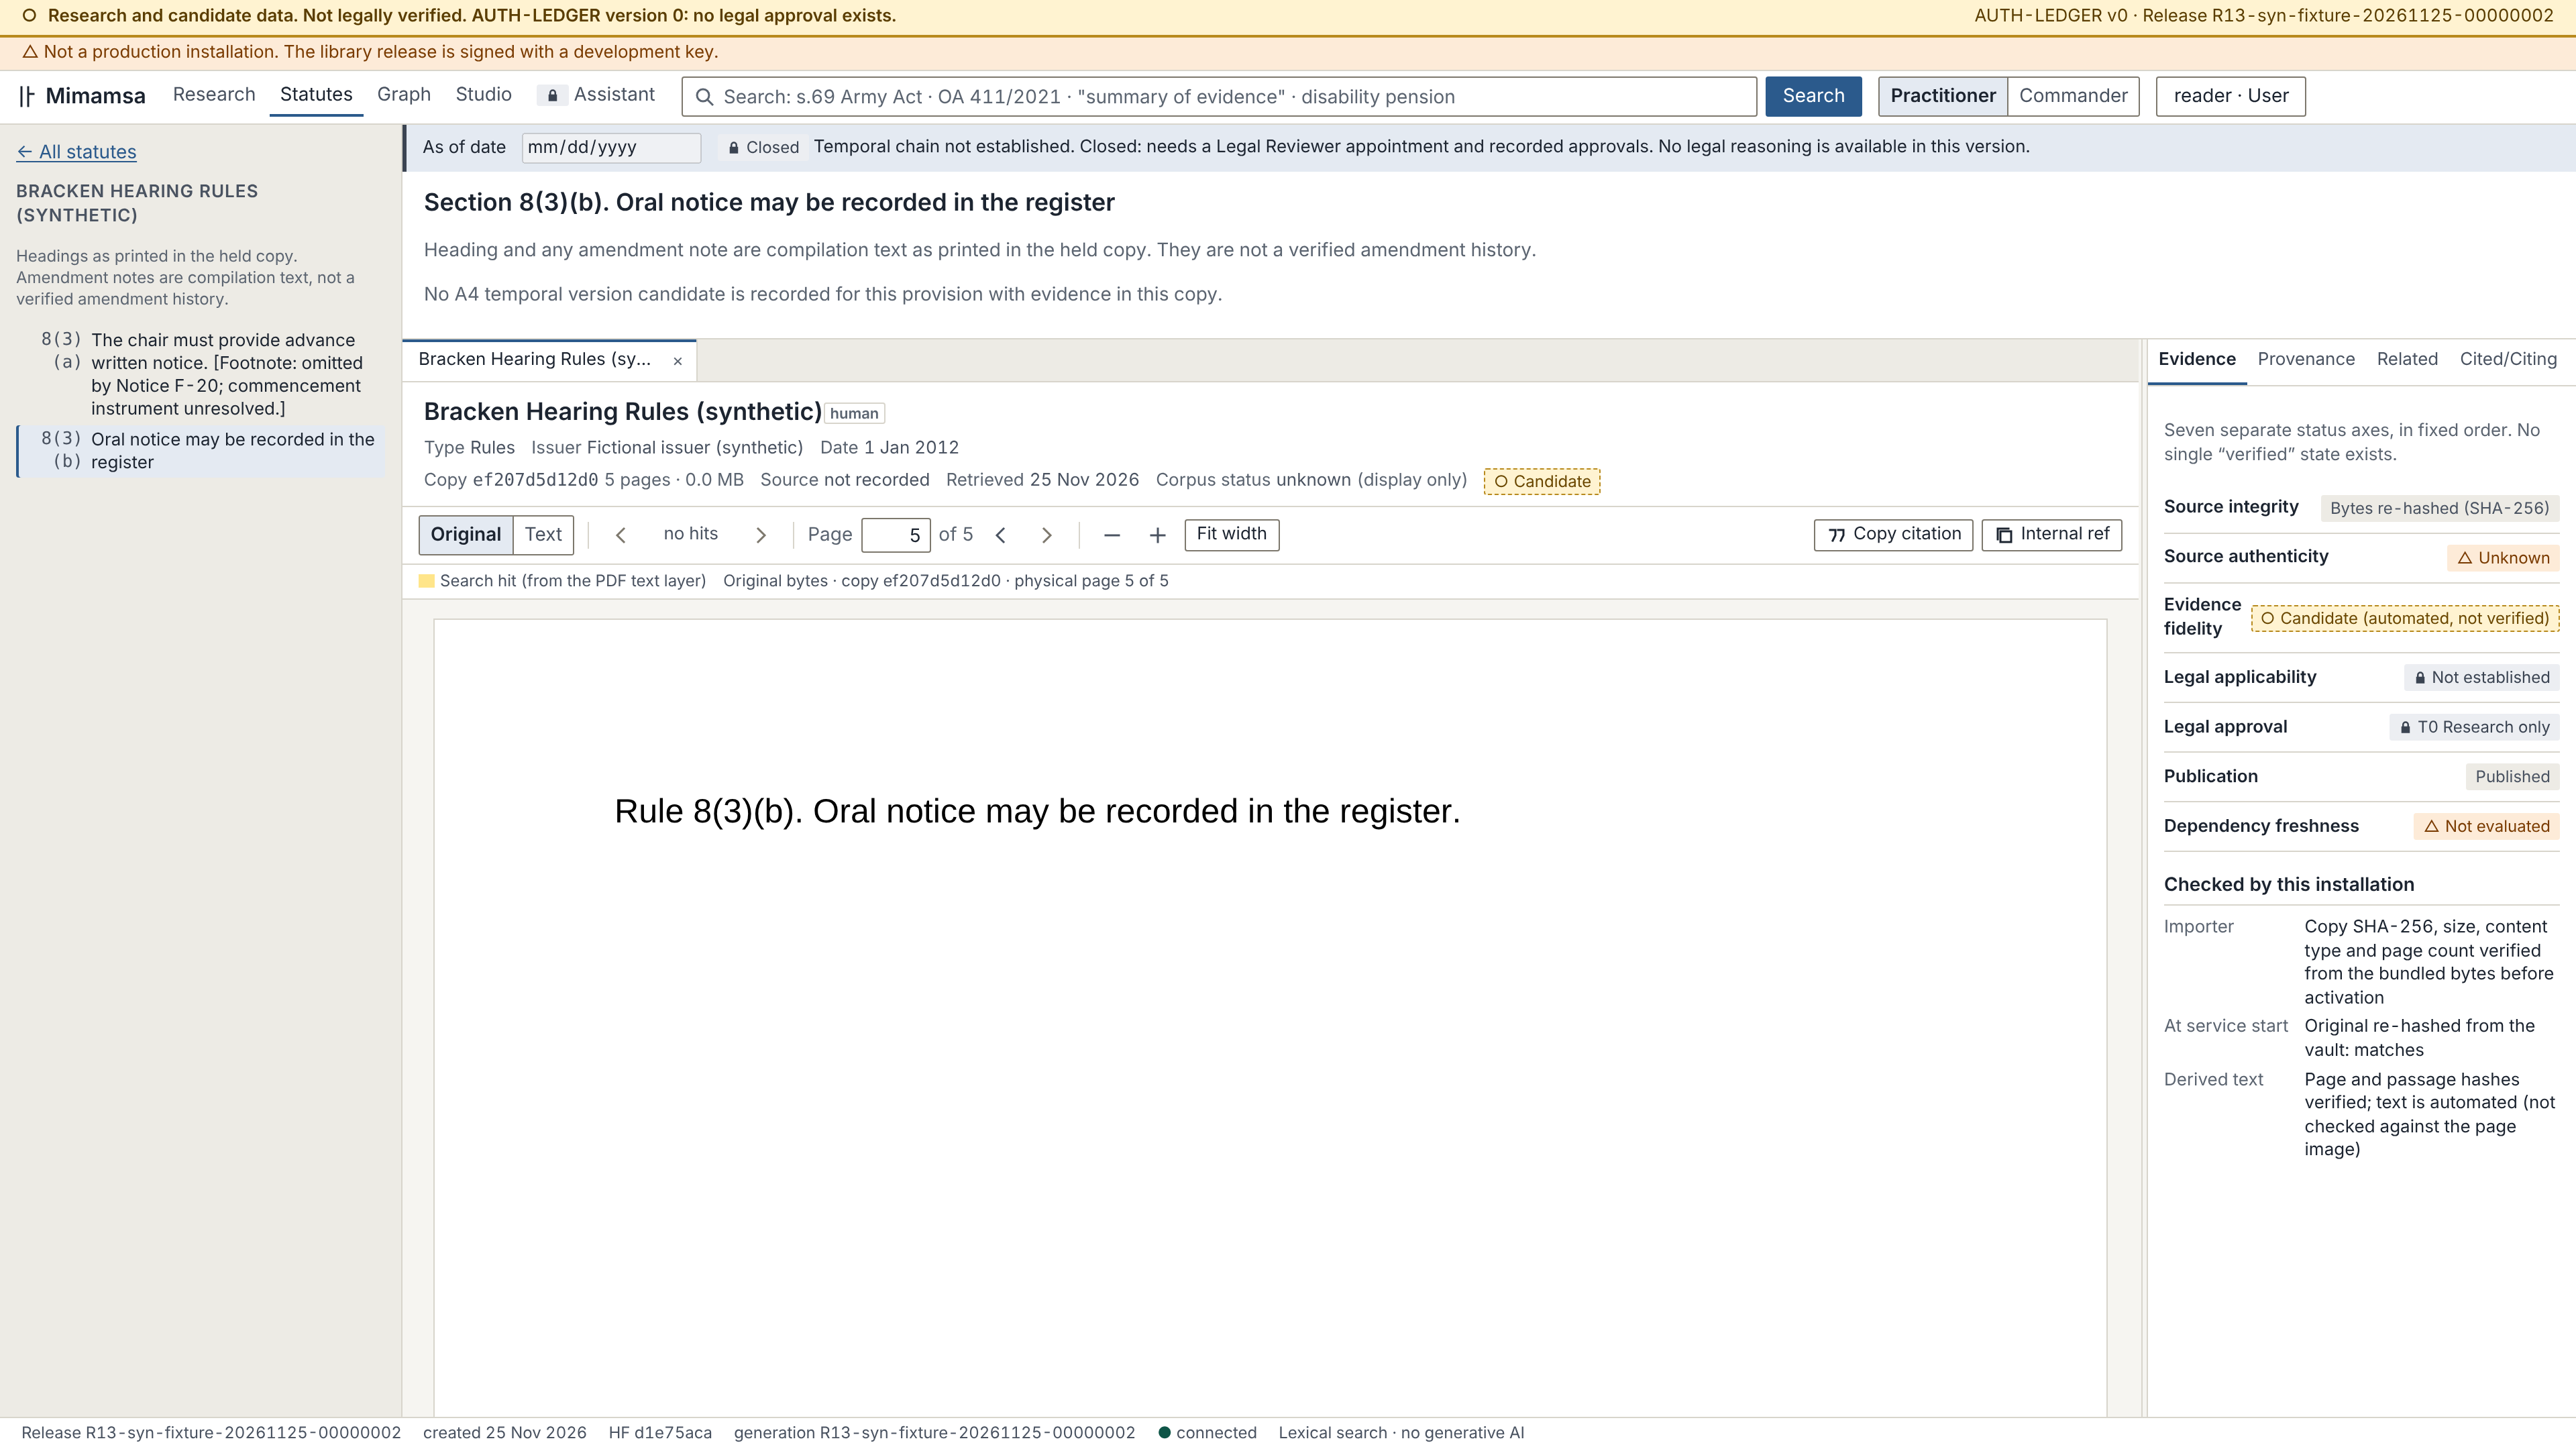 Research and candidate data. Not legally verified. AUTH-LEDGER version 0: no legal approval exists.
AUTH-LEDGER v0 · Release R13-syn-fixture-20261125-00000002
Not a production installation. The library release is signed with a development key.
Mimamsa
Research
Statutes
Graph
Studio
Assistant
Search: s.69 Army Act · OA 411/2021 · "summary of evidence" · disability pension
Search
Practitioner
Commander
reader · User
← All statutes
BRACKEN HEARING RULES
(SYNTHETIC)
Headings as printed in the held copy.
Amendment notes are compilation text, not a
verified amendment history.
8(3) The chair must provide advance
(a) written notice. [Footnote: omitted
by Notice F-20; commencement
instrument unresolved.]
8(3) Oral notice may be recorded in the
(b) register
As of date
mm/dd/yyyy
Closed
Temporal chain not established. Closed: needs a Legal Reviewer appointment and recorded approvals. No legal reasoning is available in this version.
Section 8(3)(b). Oral notice may be recorded in the register
Heading and any amendment note are compilation text as printed in the held copy. They are not a verified amendment history.
No A4 temporal version candidate is recorded for this provision with evidence in this copy.
Bracken Hearing Rules (sy... ×
Bracken Hearing Rules (synthetic) human
Type Rules Issuer Fictional issuer (synthetic) Date 1 Jan 2012
Copy ef207d5d12d0 5 pages · 0.0 MB Source not recorded Retrieved 25 Nov 2026 Corpus status unknown (display only) Candidate
Original
Text
no hits
Page 5 of 5
Fit width
Copy citation
Internal ref
Search hit (from the PDF text layer) Original bytes · copy ef207d5d12d0 · physical page 5 of 5
Rule 8(3)(b). Oral notice may be recorded in the register.
Evidence
Provenance
Related
Cited/Citing
Seven separate status axes, in fixed order. No
single “verified” state exists.
Source integrity Bytes re-hashed (SHA-256)
Source authenticity Unknown
Evidence
fidelity Candidate (automated, not verified)
Legal applicability Not established
Legal approval T0 Research only
Publication Published
Dependency freshness Not evaluated
Checked by this installation
Importer Copy SHA-256, size, content
type and page count verified
from the bundled bytes before
activation
At service start Original re-hashed from the
vault: matches
Derived text Page and passage hashes
verified; text is automated (not
checked against the page
image)
Release R13-syn-fixture-20261125-00000002 created 25 Nov 2026 HF d1e75aca generation R13-syn-fixture-20261125-00000002 connected Lexical search · no generative AI